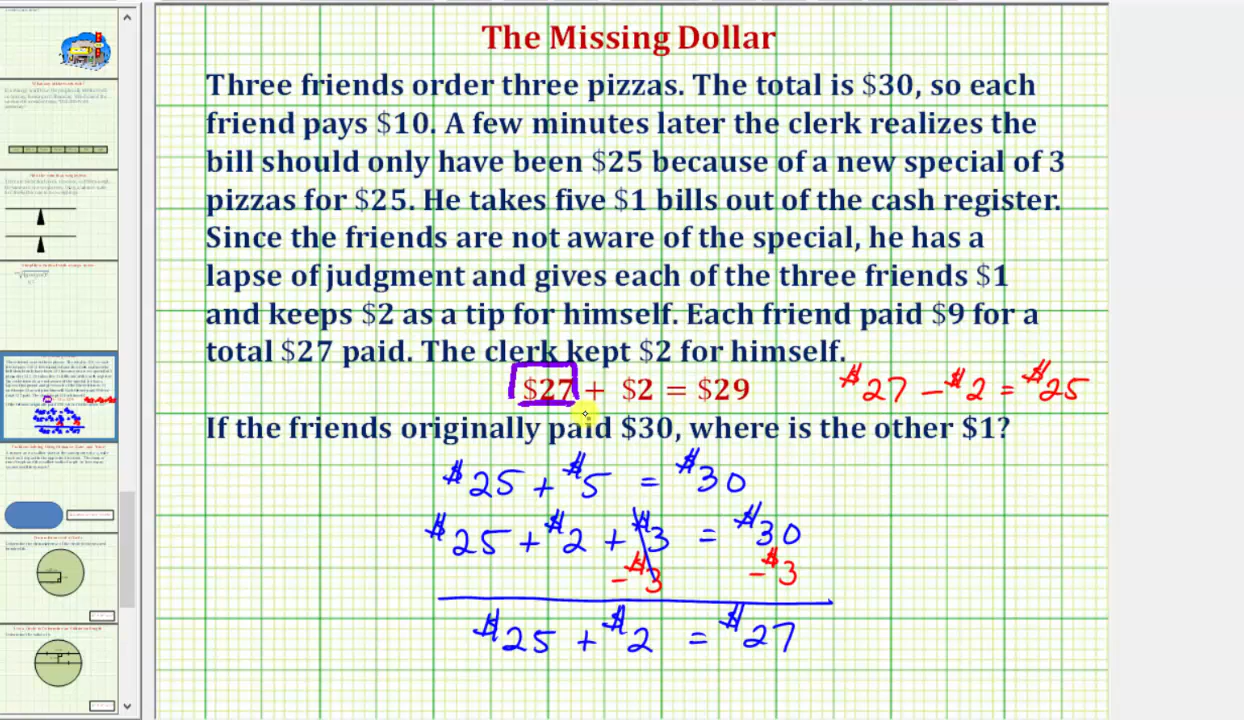 The Missing Dollar
Three friends order three pizzas. The total is $30, so each
friend pays $10. A few minutes later the clerk realizes the
bill should only have been $25 because of a new special of 3
pizzas for $25. He takes five $1 bills out of the cash register.
Since the friends are not aware of the special, he has a
lapse of judgment and gives each of the three friends $1
and keeps $2 as a tip for himself. Each friend paid $9 for a
total $27 paid. The clerk kept $2 for himself.
$27 + $2 = $29 $27 - $2 = $25
If the friends originally paid $30, where is the other $1?
$25 + $5 = $30
$25 + $2 + $3 = $30
-$3 -$3
$25 + $2 = $27